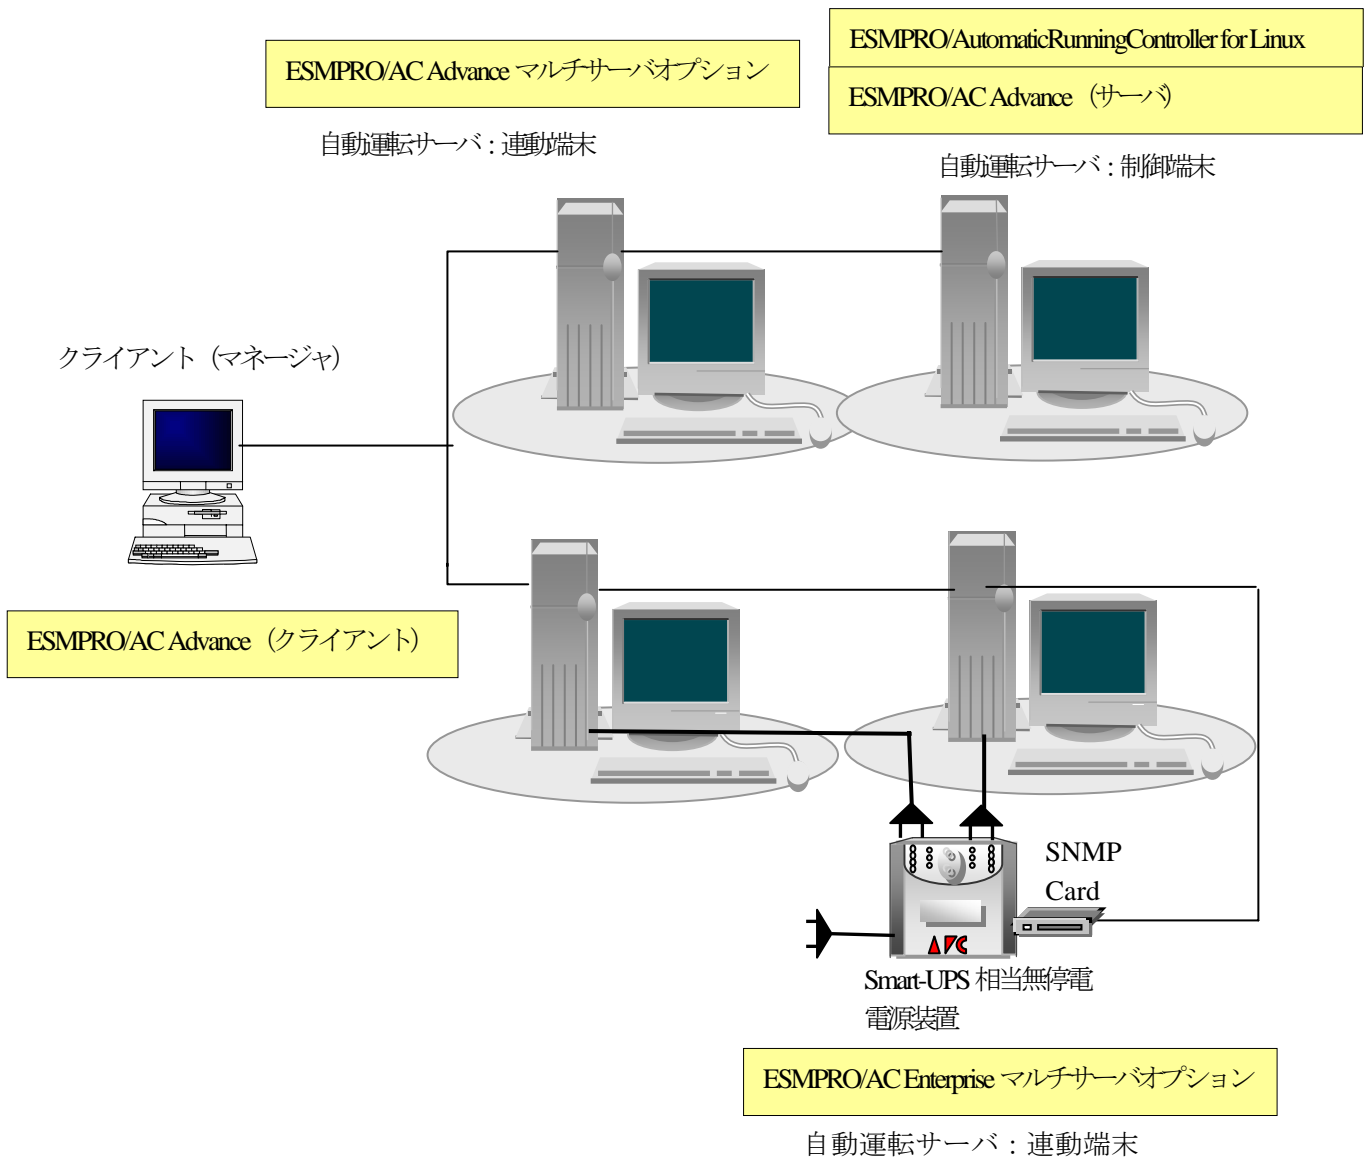 ESMPRO/AutomaticRunningController for Linux
ESMPRO/AC Advance マルチサーバオプション
ESMPRO/AC Advance （サーバ）
自動運転サーバ：連動端末
自動運転サーバ：制御端末
クライアント（マネージャ）
ESMPRO/AC Advance （クライアント）
SNMP
Card
APC
Smart-UPS 相当無停電
電源装置
ESMPRO/AC Enterprise マルチサーバオプション
自動運転サーバ：連動端末